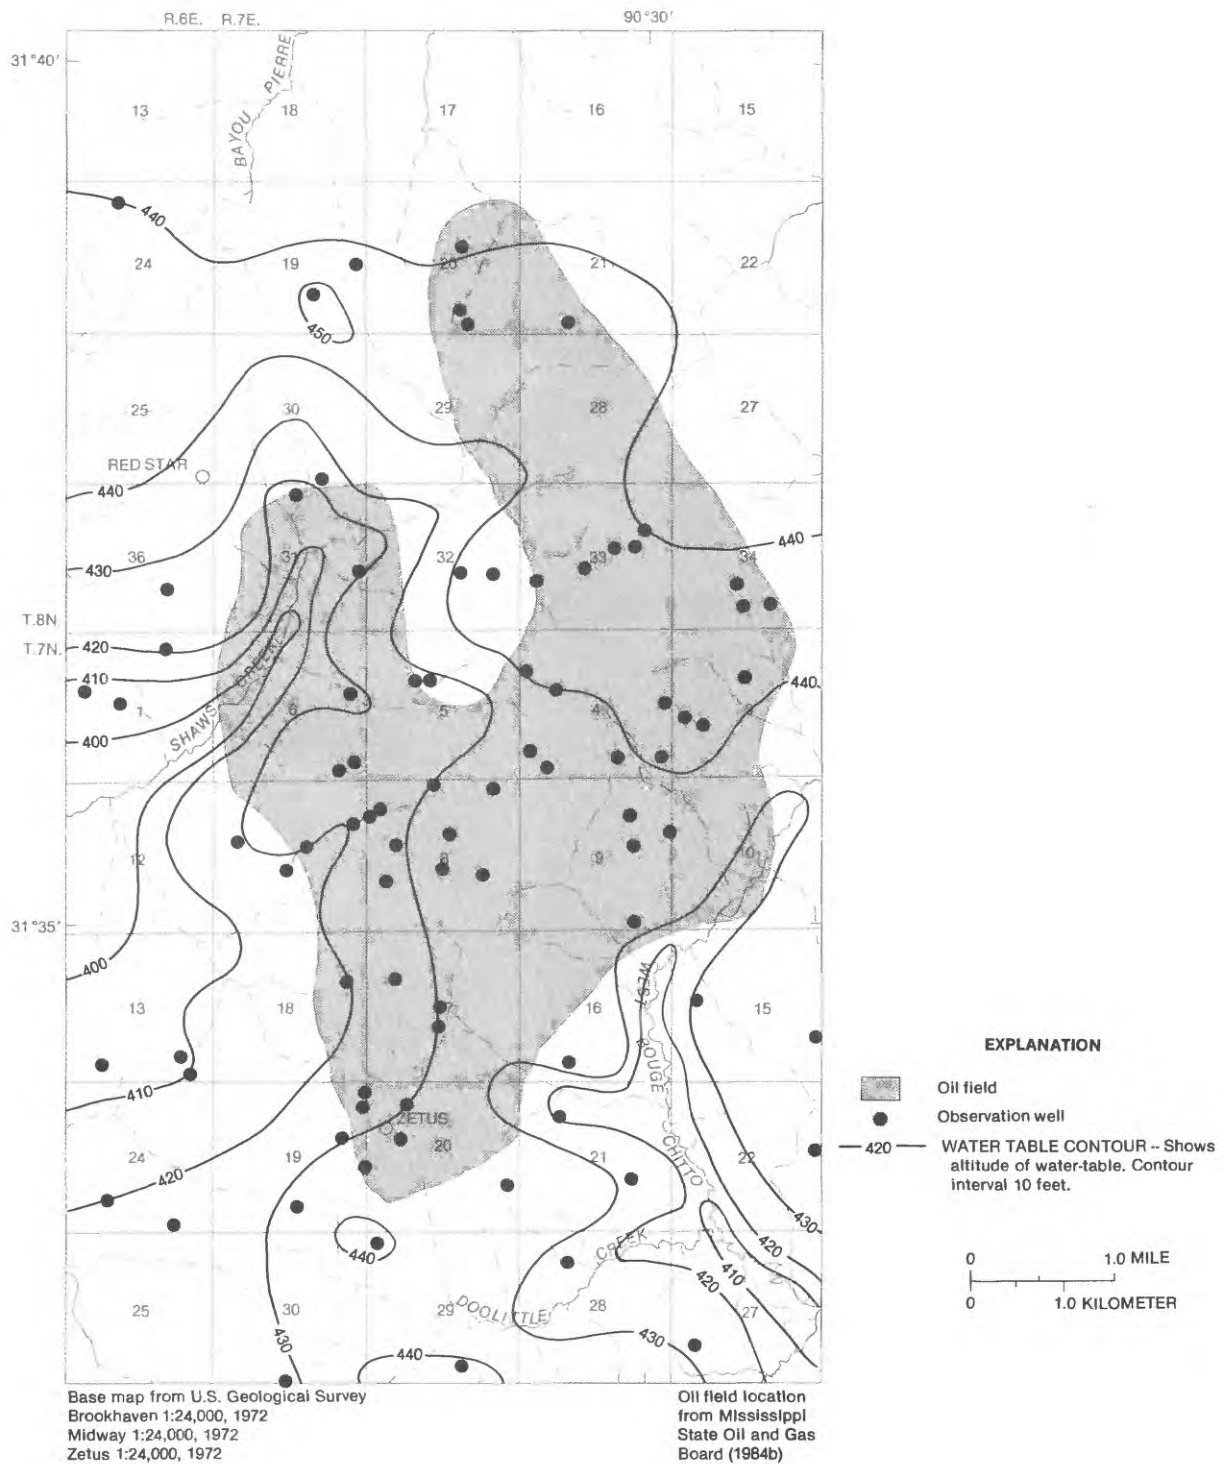 R.6E. R.7E. 90°30'
31°40'
BAYOU PIERRE
13 18 17 16 15
440
24 19 20 21 22
450
25 30 29 28 27
RED STAR
440
440
36 31 32 33 34
430
T.8N.
T.7N.
420
410
SHAWS CREEK
440
1 6 5 4 3
400
12 8 9 10
31°35'
400
WEST BOUGE CHITTO
13 18 17 16 15
410
ZETUS
24 19 20 21 22
420
430
420
440
CREEK
410
420
DOOLITTLE
25 30 29 28 27
430
430
440
EXPLANATION
Oil field
Observation well
420 WATER TABLE CONTOUR -- Shows
altitude of water-table. Contour
interval 10 feet.
0 1.0 MILE
0 1.0 KILOMETER
Base map from U.S. Geological Survey
Brookhaven 1:24,000, 1972
Midway 1:24,000, 1972
Zetus 1:24,000, 1972
Oil field location
from Mississippi
State Oil and Gas
Board (1984b)